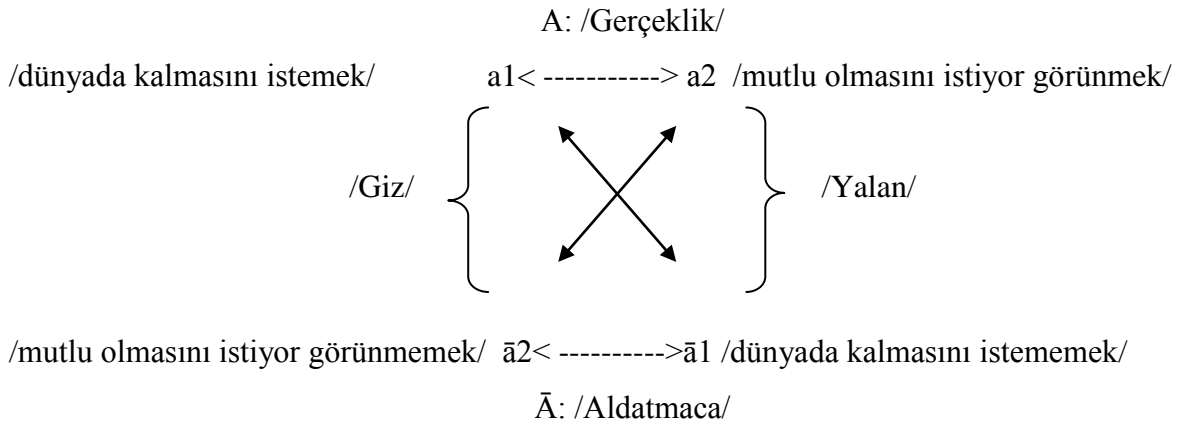 A: /Gerçeklik/
/dünyada kalmasını istemek/ a1< -----------> a2 /mutlu olmasını istiyor görünmek/
/Giz/ /Yalan/
/mutlu olmasını istiyor görünmemek/ ā2< ---------->ā1 /dünyada kalmasını istememek/
Ā: /Aldatmaca/